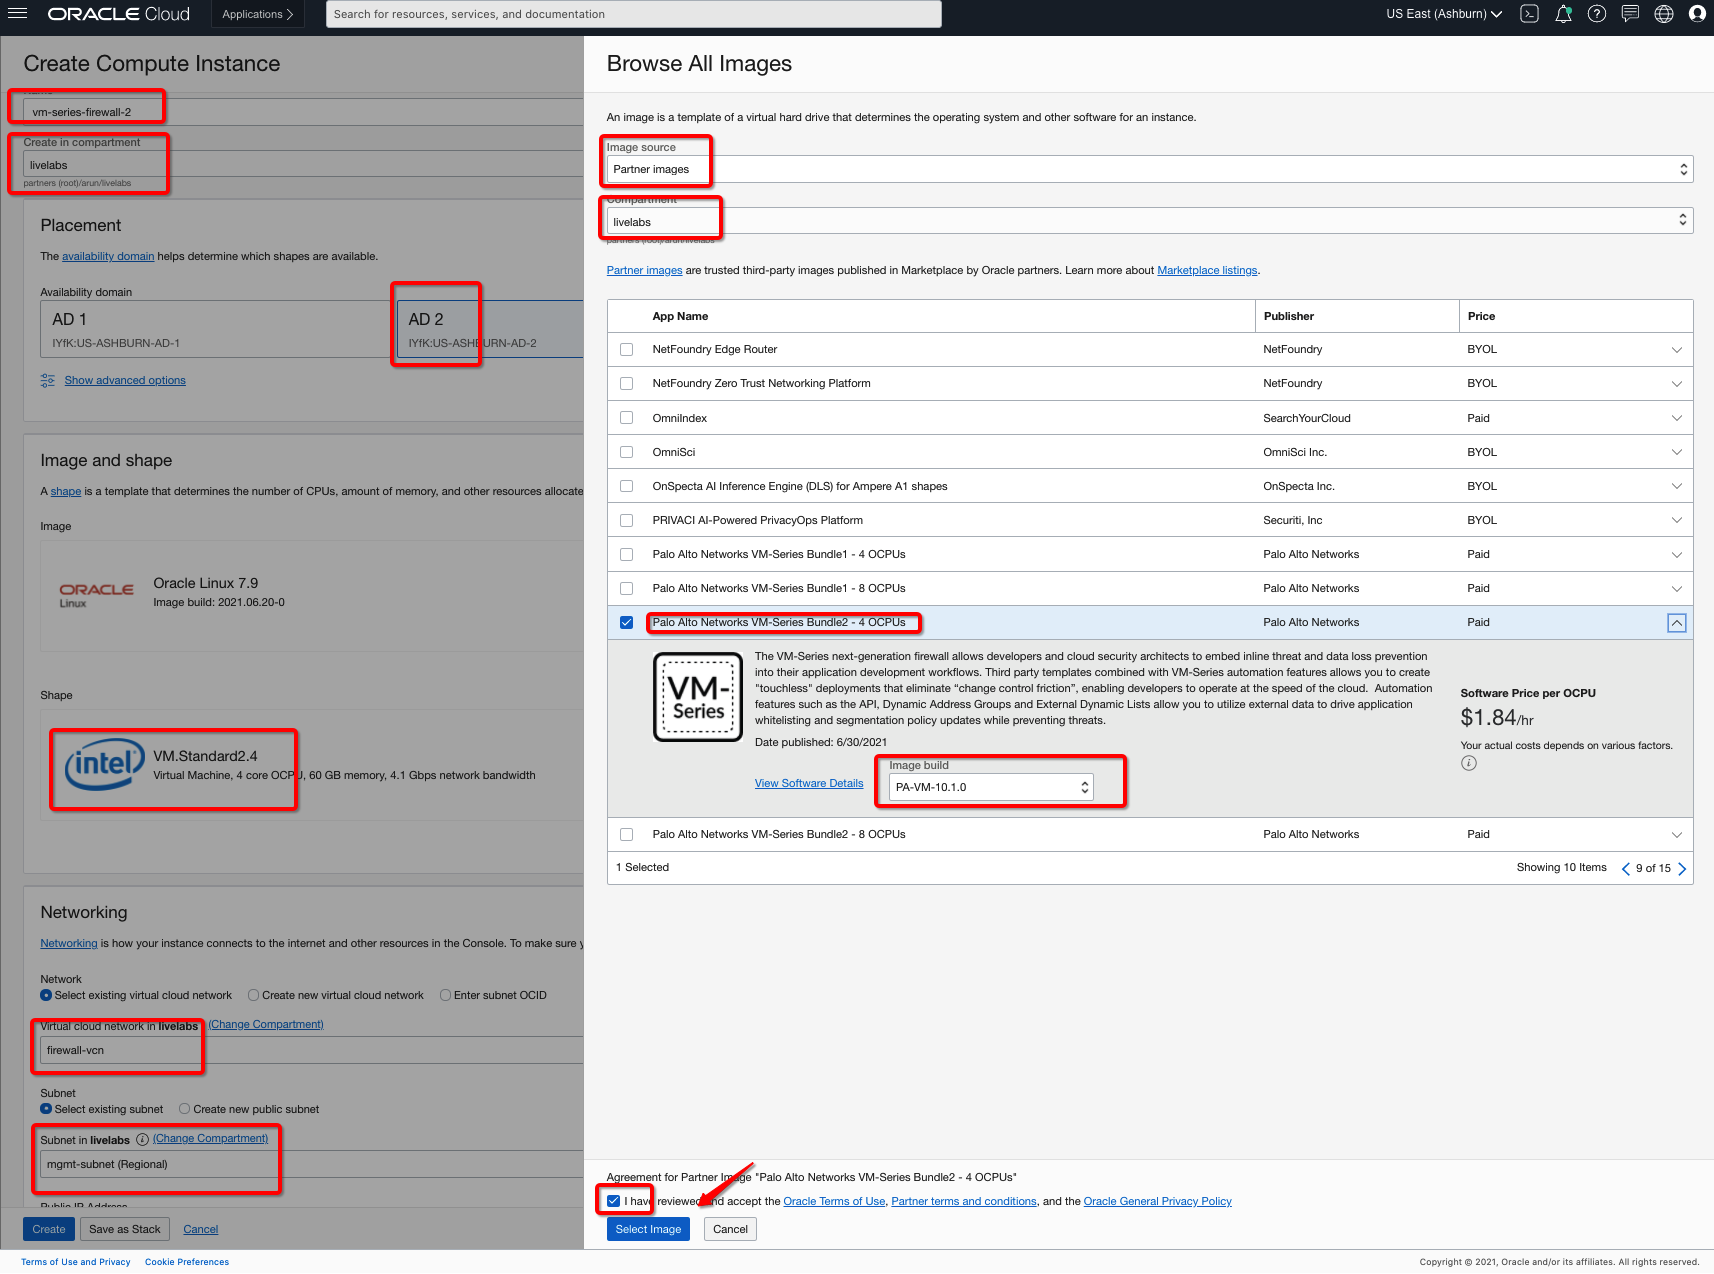 ORACLE Cloud
Applications
Search for resources, services, and documentation
US East (Ashburn)
Create Compute Instance
Name
vm-series-firewall-2
Create in compartment
livelabs
partners (root)/arun/livelabs
Placement
The availability domain helps determine which shapes are available.
Availability domain
AD 1
IYfK:US-ASHBURN-AD-1
AD 2
IYfK:US-ASHBURN-AD-2
Show advanced options
Image and shape
A shape is a template that determines the number of CPUs, amount of memory, and other resources allocate
Image
ORACLE
Linux
Oracle Linux 7.9
Image build: 2021.06.20-0
Shape
intel
VM.Standard2.4
Virtual Machine, 4 core OCPU, 60 GB memory, 4.1 Gbps network bandwidth
Networking
Networking is how your instance connects to the internet and other resources in the Console. To make sure y
Network
Select existing virtual cloud network
Create new virtual cloud network
Enter subnet OCID
Virtual cloud network in livelabs (Change Compartment)
firewall-vcn
Subnet
Select existing subnet
Create new public subnet
Subnet in livelabs (Change Compartment)
mgmt-subnet (Regional)
Public IP Address
Create
Save as Stack
Cancel
Browse All Images
An image is a template of a virtual hard drive that determines the operating system and other software for an instance.
Image source
Partner images
Compartment
livelabs
partners (root)/arun/livelabs
Partner images are trusted third-party images published in Marketplace by Oracle partners. Learn more about Marketplace listings.
App Name Publisher Price
NetFoundry Edge Router NetFoundry BYOL
NetFoundry Zero Trust Networking Platform NetFoundry BYOL
OmniIndex SearchYourCloud Paid
OmniSci OmniSci Inc. BYOL
OnSpecta AI Inference Engine (DLS) for Ampere A1 shapes OnSpecta Inc. BYOL
PRIVACI AI-Powered PrivacyOps Platform Securiti, Inc BYOL
Palo Alto Networks VM-Series Bundle1 - 4 OCPUs Palo Alto Networks Paid
Palo Alto Networks VM-Series Bundle1 - 8 OCPUs Palo Alto Networks Paid
Palo Alto Networks VM-Series Bundle2 - 4 OCPUs Palo Alto Networks Paid
VM-
Series
The VM-Series next-generation firewall allows developers and cloud security architects to embed inline threat and data loss prevention
into their application development workflows. Third party templates combined with VM-Series automation features allows you to create
"touchless" deployments that eliminate “change control friction”, enabling developers to operate at the speed of the cloud. Automation
features such as the API, Dynamic Address Groups and External Dynamic Lists allow you to utilize external data to drive application
whitelisting and segmentation policy updates while preventing threats.
Date published: 6/30/2021
View Software Details
Image build
PA-VM-10.1.0
Software Price per OCPU
$1.84/hr
Your actual costs depends on various factors.
Palo Alto Networks VM-Series Bundle2 - 8 OCPUs Palo Alto Networks Paid
1 Selected
Showing 10 Items
9 of 15
Agreement for Partner Image "Palo Alto Networks VM-Series Bundle2 - 4 OCPUs"
I have reviewed and accept the Oracle Terms of Use, Partner terms and conditions, and the Oracle General Privacy Policy
Select Image
Cancel
Terms of Use and Privacy
Cookie Preferences
Copyright © 2021, Oracle and/or its affiliates. All rights reserved.